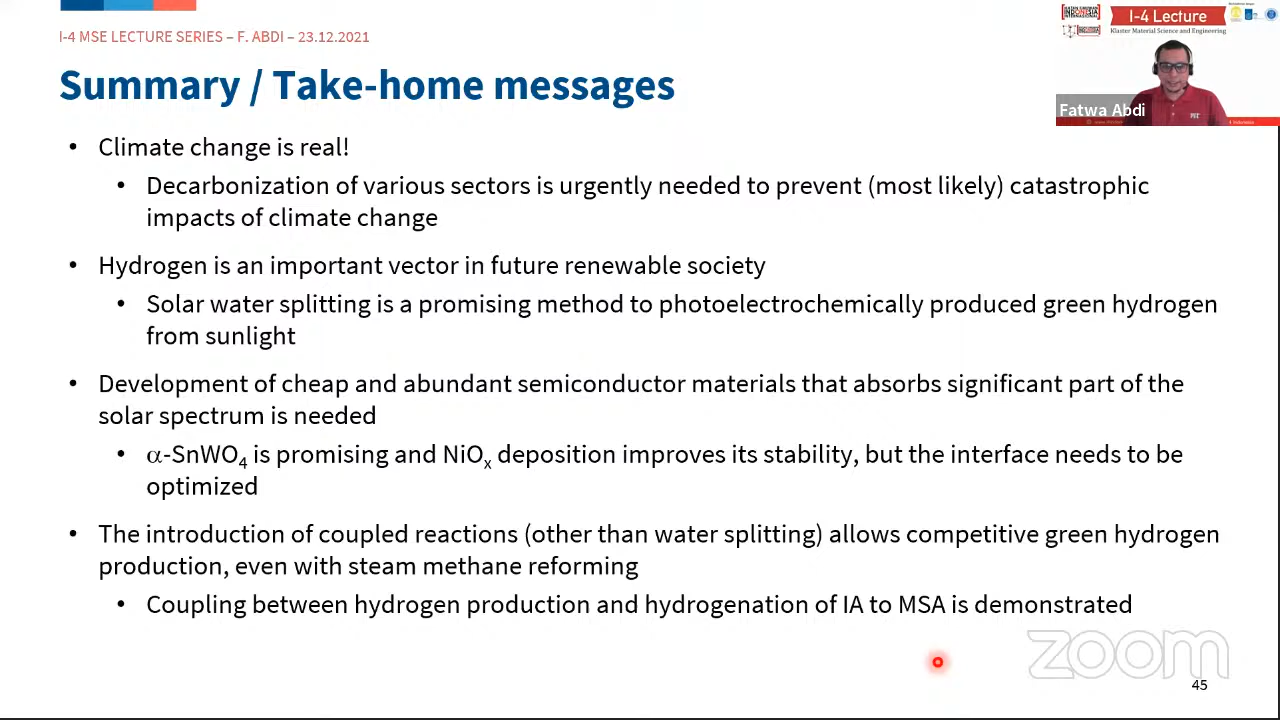 I-4 MSE LECTURE SERIES – F. ABDI – 23.12.2021
I-4 Lecture
Klaster Material Science and Engineering
Summary / Take-home messages
Fatwa Abdi
• Climate change is real!
• Decarbonization of various sectors is urgently needed to prevent (most likely) catastrophic
impacts of climate change
• Hydrogen is an important vector in future renewable society
• Solar water splitting is a promising method to photoelectrochemically produced green hydrogen
from sunlight
• Development of cheap and abundant semiconductor materials that absorbs significant part of the
solar spectrum is needed
• α-SnWO4 is promising and NiOx deposition improves its stability, but the interface needs to be
optimized
• The introduction of coupled reactions (other than water splitting) allows competitive green hydrogen
production, even with steam methane reforming
• Coupling between hydrogen production and hydrogenation of IA to MSA is demonstrated
zoom
45